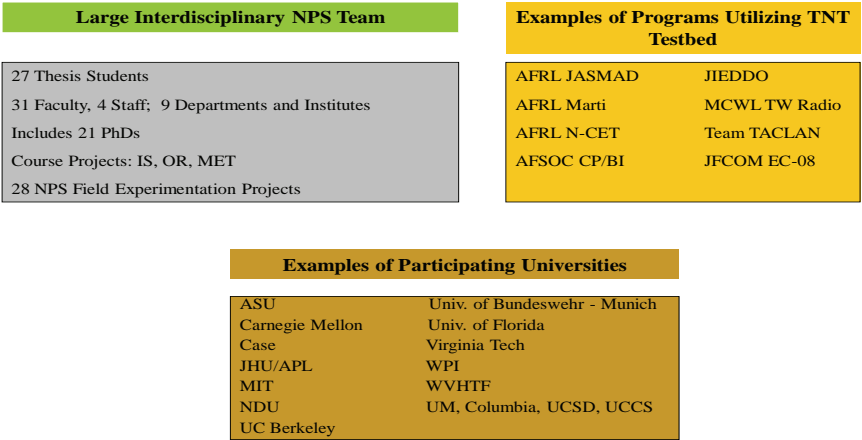 Large Interdisciplinary NPS Team
27 Thesis Students
31 Faculty, 4 Staff;  9 Departments and Institutes
Includes 21 PhDs
Course Projects: IS, OR, MET
28 NPS Field Experimentation Projects
Examples of Programs Utilizing TNT
Testbed
AFRL JASMAD JIEDDO
AFRL Marti MCWL TW Radio
AFRL N-CET Team TACLAN
AFSOC CP/BI JFCOM EC-08
Examples of Participating Universities
ASU Univ. of Bundeswehr - Munich
Carnegie Mellon Univ. of Florida
Case Virginia Tech
JHU/APL WPI
MIT WVHTF
NDU UM, Columbia, UCSD, UCCS
UC Berkeley